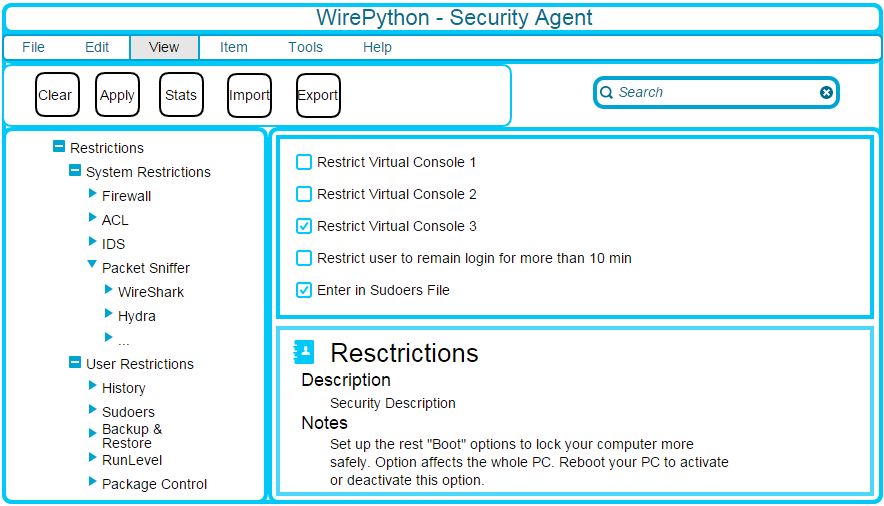 WirePython - Security Agent
File Edit View Item Tools Help
Clear Apply Stats Import Export
Search
Restrictions
System Restrictions
Firewall
ACL
IDS
Packet Sniffer
WireShark
Hydra
...
User Restrictions
History
Sudoers
Backup &
Restore
RunLevel
Package Control
Restrict Virtual Console 1
Restrict Virtual Console 2
Restrict Virtual Console 3
Restrict user to remain login for more than 10 min
Enter in Sudoers File
Resctrictions
Description
Security Description
Notes
Set up the rest "Boot" options to lock your computer more
safely. Option affects the whole PC. Reboot your PC to activate
or deactivate this option.